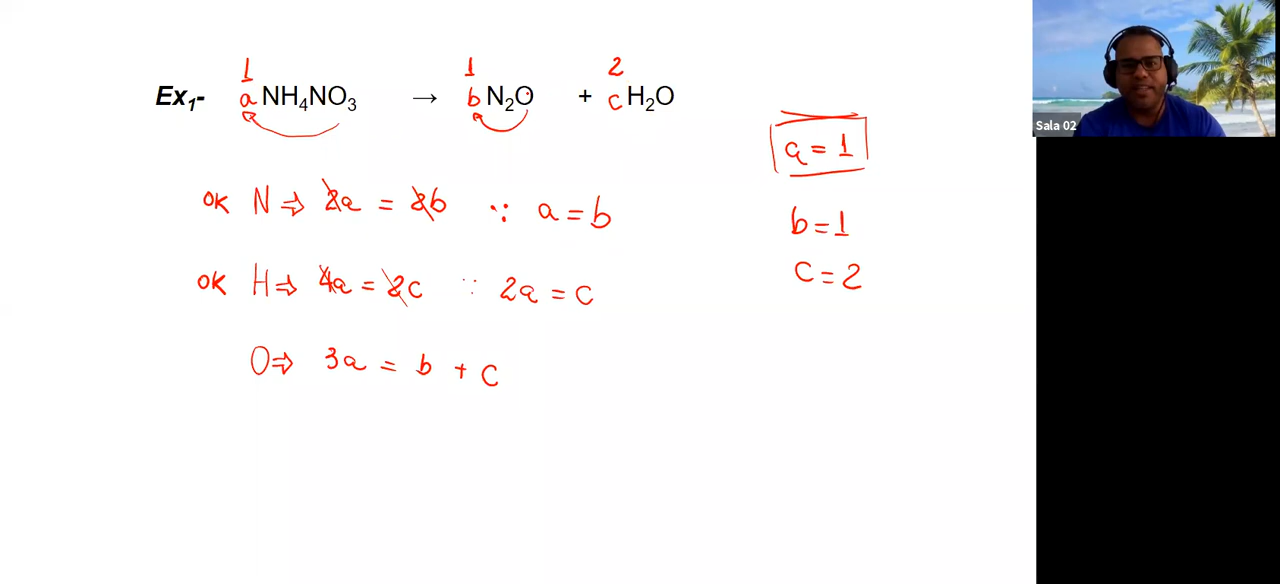 1 1 2
Ex1- a NH4NO3 → b N2O + c H2O
a = 1
OK N ⇒ 2a = 2b ∵ a = b
b = 1
OK H ⇒ 4a = 2c ∵ 2a = c
c = 2
O ⇒ 3a = b + c
Sala 02